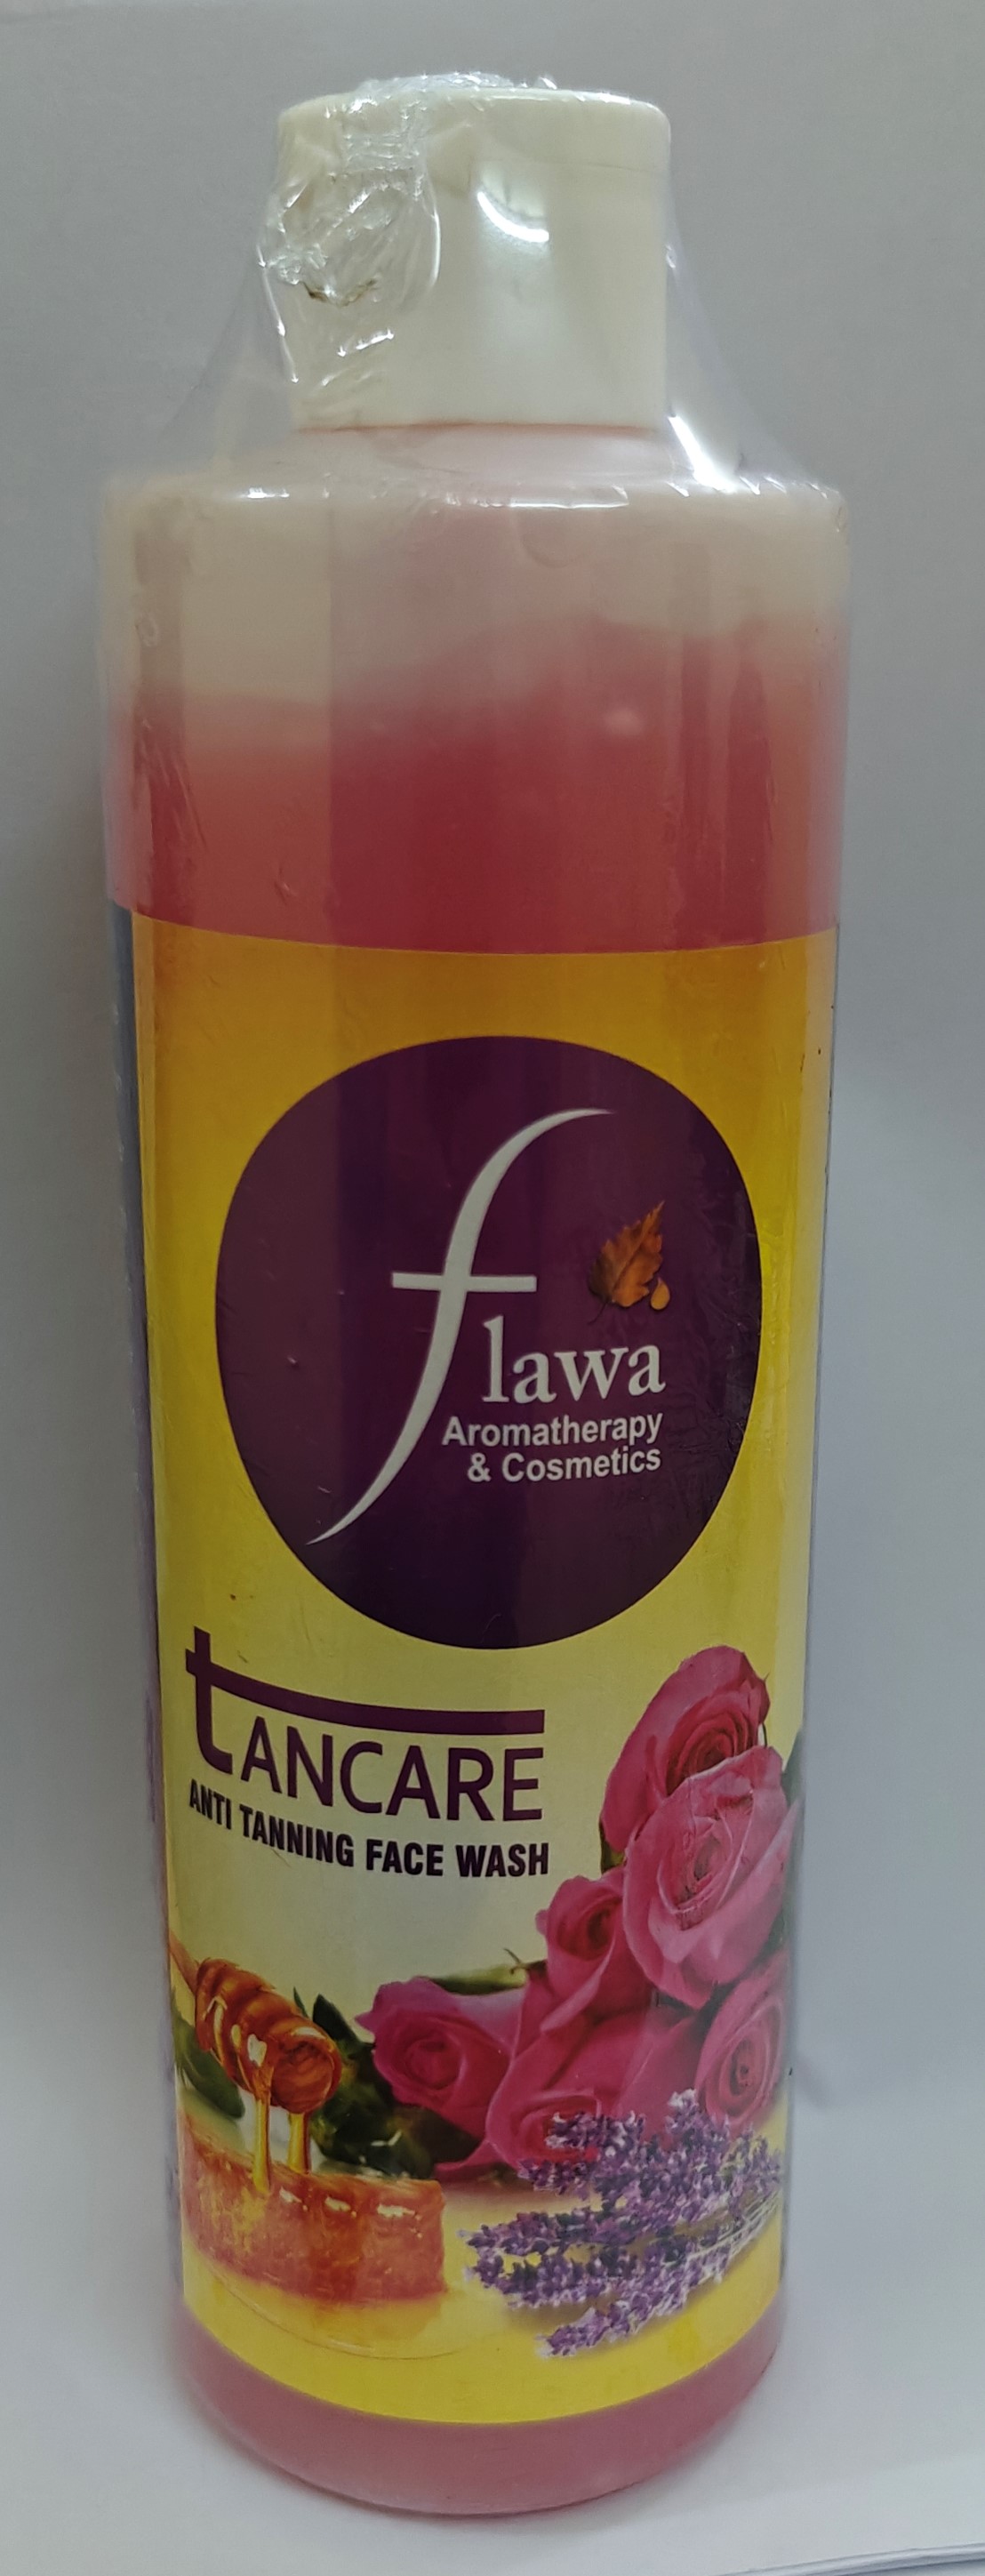 flawa
Aromatherapy
& Cosmetics
tANCARE
ANTI TANNING FACE WASH